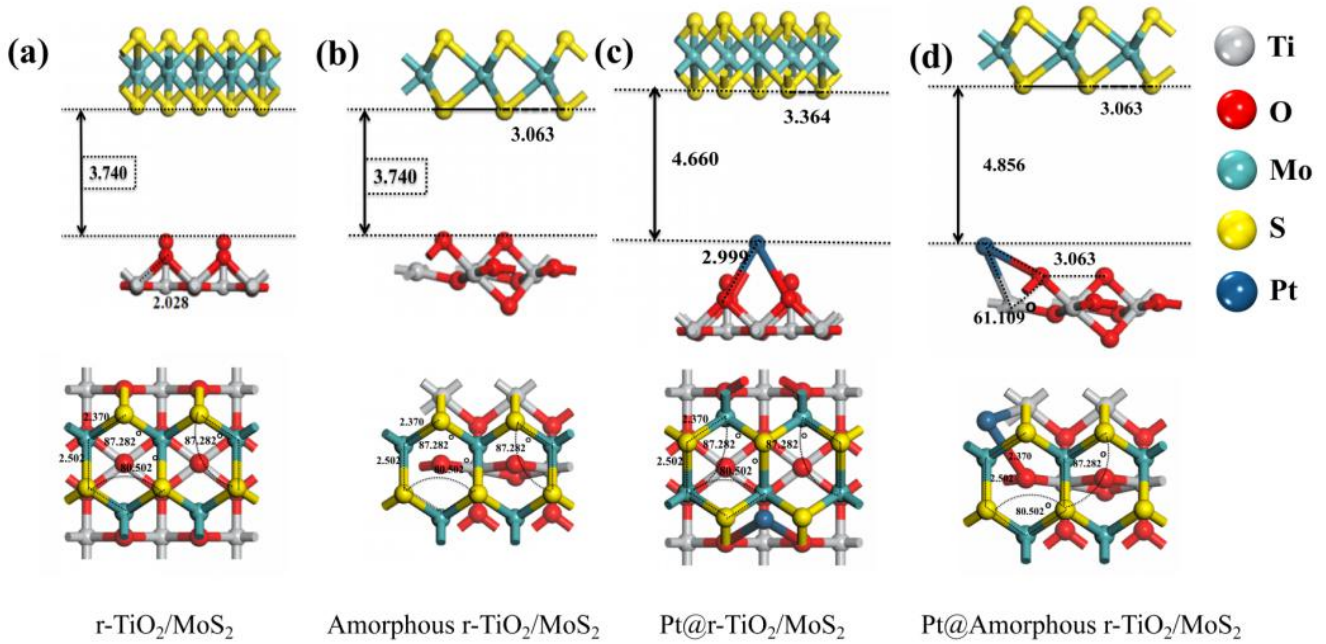 (a)
3.740
2.028
2.370
87.282°
87.282°
2.502
80.502°
r-TiO₂/MoS₂
(b)
3.063
3.740
2.370
87.282°
87.282°
2.502
80.502
Amorphous r-TiO₂/MoS₂
(c)
3.364
4.660
2.999
2.370
87.282°
87.282°
2.502
80.502°
Pt@r-TiO₂/MoS₂
(d)
3.063
4.856
3.063
61.109°
2.370
87.282°
2.502
80.502°
Pt@Amorphous r-TiO₂/MoS₂
Ti
O
Mo
S
Pt